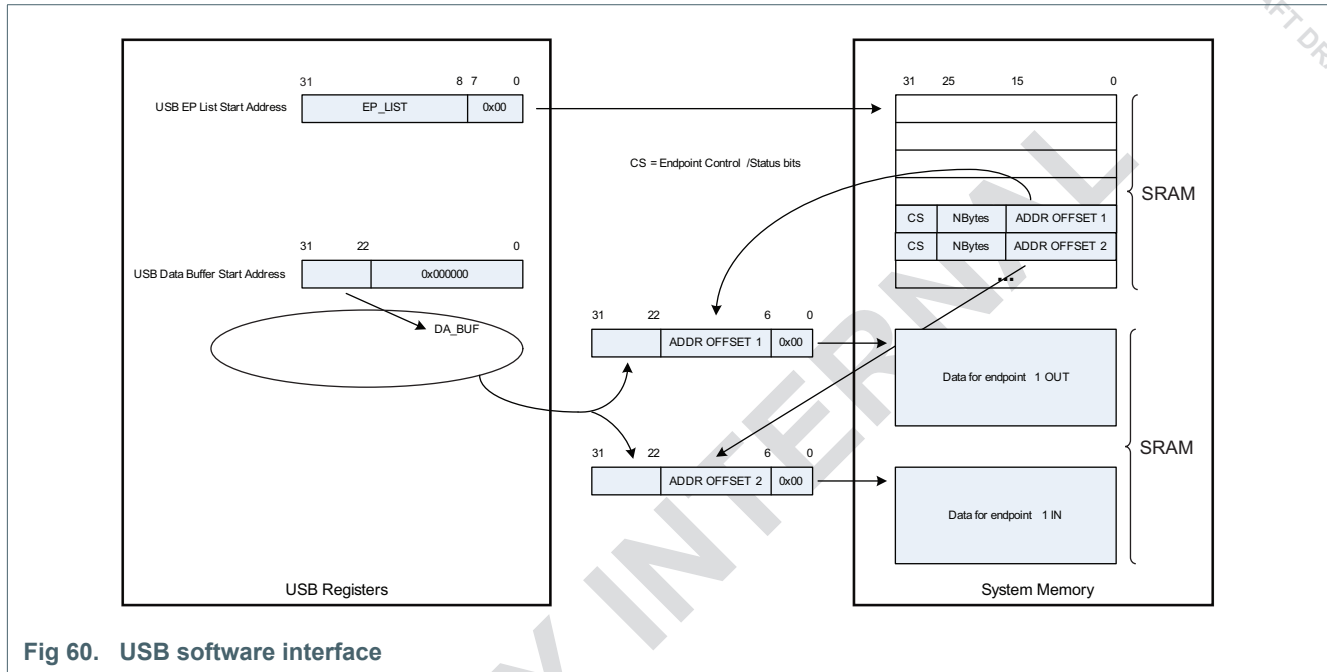 31 8 7 0
USB EP List Start Address EP_LIST 0x00
31 25 15 0
CS = Endpoint Control /Status bits
CS NBytes ADDR OFFSET 1
CS NBytes ADDR OFFSET 2
...
SRAM
31 22 0
USB Data Buffer Start Address 0x000000
DA_BUF
31 22 6 0
ADDR OFFSET 1 0x00
Data for endpoint 1 OUT
31 22 6 0
ADDR OFFSET 2 0x00
Data for endpoint 1 IN
SRAM
USB Registers
System Memory
Fig 60. USB software interface
INTERNAL